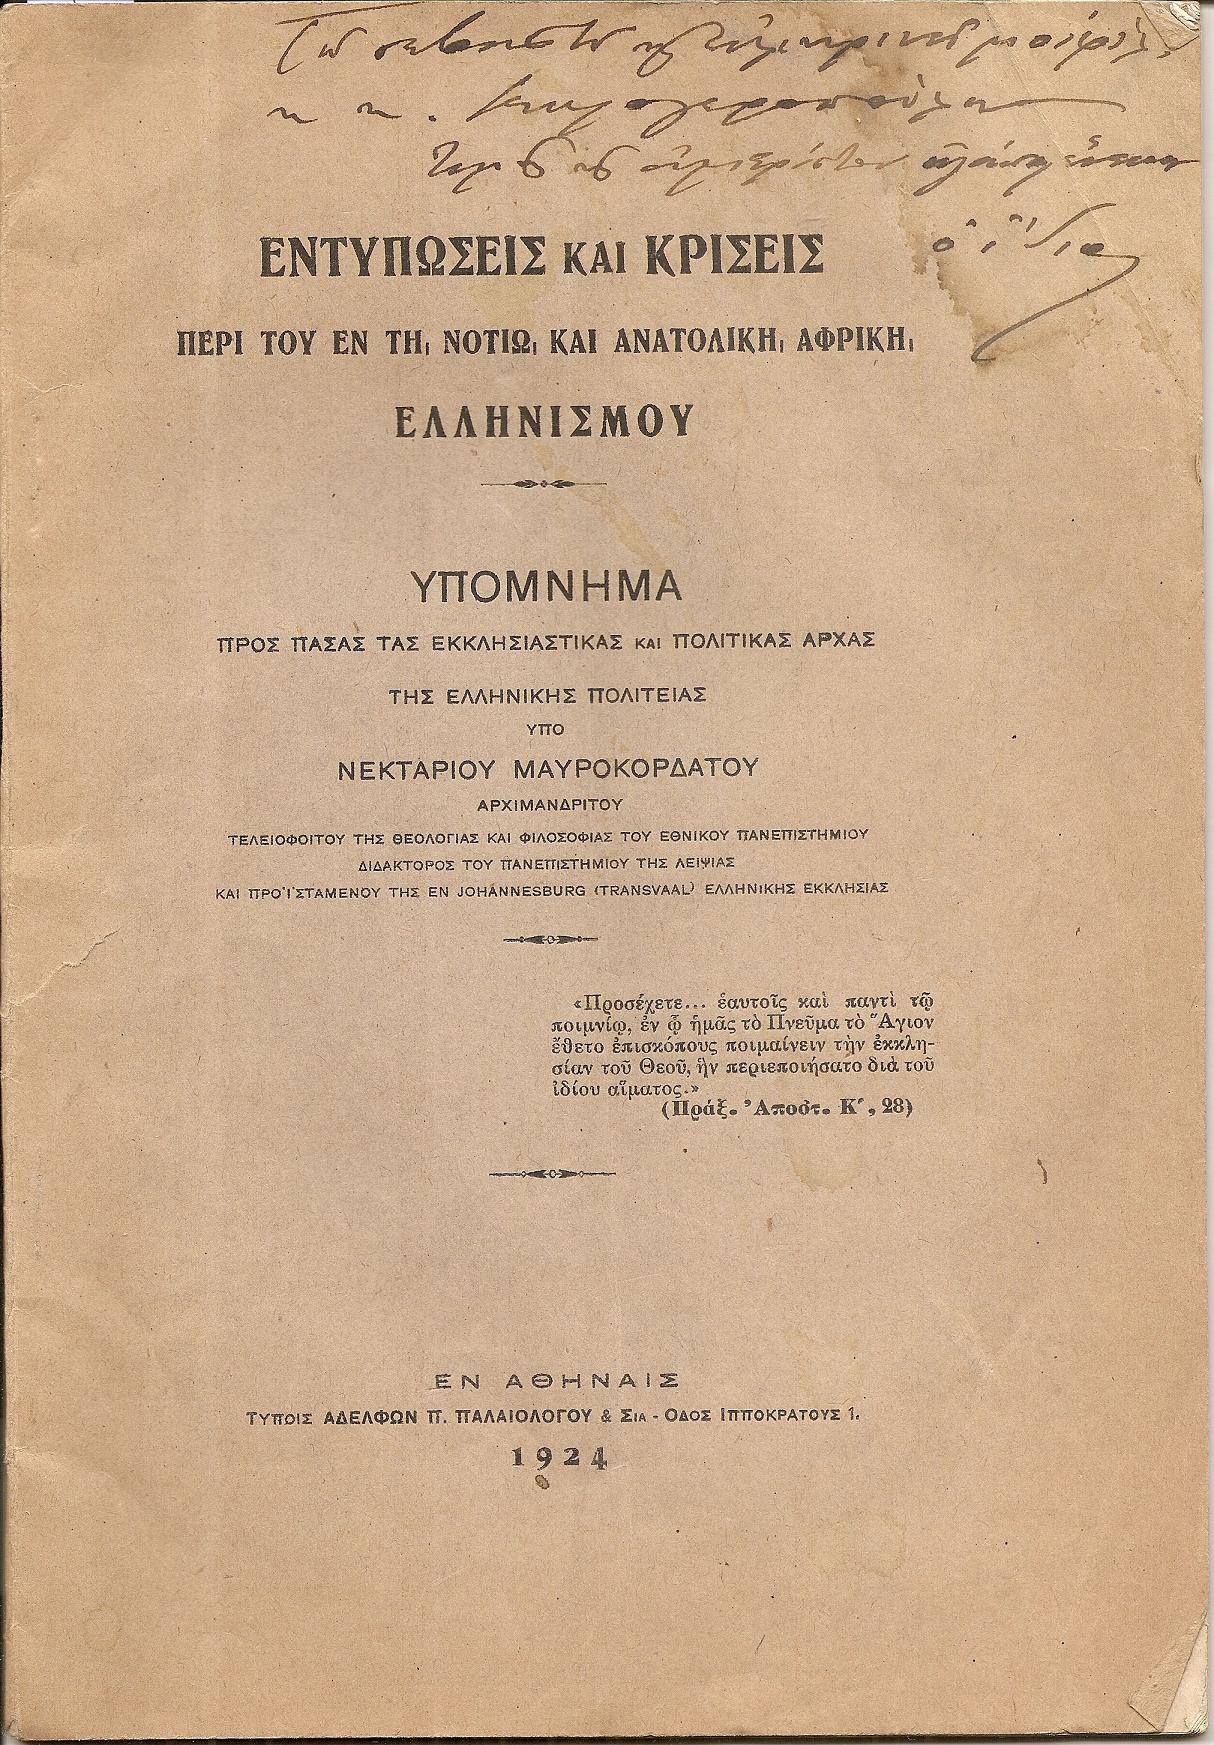 Τῷ σεβαστῷ
κ κ.
τῆς
ὁ ἴδιος
ΕΝΤΥΠΩΣΕΙΣ ΚΑΙ ΚΡΙΣΕΙΣ
ΠΕΡΙ ΤΟΥ ΕΝ ΤΗι ΝΟΤΙΩι ΚΑΙ ΑΝΑΤΟΛΙΚΗι ΑΦΡΙΚΗι
ΕΛΛΗΝΙΣΜΟΥ
ΥΠΟΜΝΗΜΑ
ΠΡΟΣ ΠΑΣΑΣ ΤΑΣ ΕΚΚΛΗΣΙΑΣΤΙΚΑΣ ΚΑΙ ΠΟΛΙΤΙΚΑΣ ΑΡΧΑΣ
ΤΗΣ ΕΛΛΗΝΙΚΗΣ ΠΟΛΙΤΕΙΑΣ
ΥΠΟ
ΝΕΚΤΑΡΙΟΥ ΜΑΥΡΟΚΟΡΔΑΤΟΥ
ΑΡΧΙΜΑΝΔΡΙΤΟΥ
ΤΕΛΕΙΟΦΟΙΤΟΥ ΤΗΣ ΘΕΟΛΟΓΙΑΣ ΚΑΙ ΦΙΛΟΣΟΦΙΑΣ ΤΟΥ ΕΘΝΙΚΟΥ ΠΑΝΕΠΙΣΤΗΜΙΟΥ
ΔΙΔΑΚΤΟΡΟΣ ΤΟΥ ΠΑΝΕΠΙΣΤΗΜΙΟΥ ΤΗΣ ΛΕΙΨΙΑΣ
ΚΑΙ ΠΡΟΪΣΤΑΜΕΝΟΥ ΤΗΣ ΕΝ JOHANNESBURG (TRANSVAAL) ΕΛΛΗΝΙΚΗΣ ΕΚΚΛΗΣΙΑΣ
«Προσέχετε... ἑαυτοῖς καὶ παντὶ τῷ
ποιμνίῳ, ἐν ᾧ ἡμᾶς τὸ Πνεῦμα τὸ Ἅγιον
ἔθετο ἐπισκόπους ποιμαίνειν τὴν ἐκκλη-
σίαν τοῦ Θεοῦ, ἣν περιεποιήσατο διὰ τοῦ
ἰδίου αἵματος.»
(Πράξ. Ἀποστ. Κ΄, 28)
ΕΝ ΑΘΗΝΑΙΣ
ΤΥΠΟΙΣ ΑΔΕΛΦΩΝ Π. ΠΑΛΑΙΟΛΟΓΟΥ & ΣΙΑ - ΟΔΟΣ ΙΠΠΟΚΡΑΤΟΥΣ 1.
1924